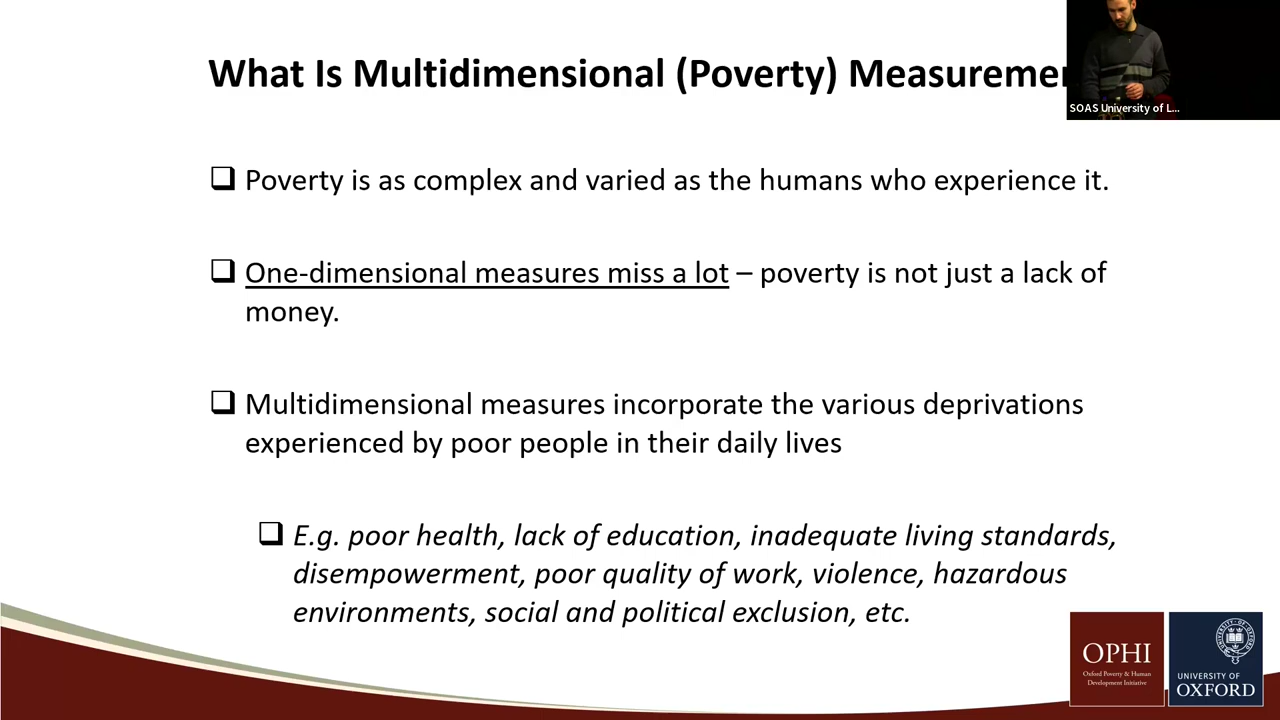 What Is Multidimensional (Poverty) Measuremen
SOAS University of L...
❑ Poverty is as complex and varied as the humans who experience it.
❑ One-dimensional measures miss a lot – poverty is not just a lack of
money.
❑ Multidimensional measures incorporate the various deprivations
experienced by poor people in their daily lives
❑ E.g. poor health, lack of education, inadequate living standards,
disempowerment, poor quality of work, violence, hazardous
environments, social and political exclusion, etc.
OPHI
Oxford Poverty & Human
Development Initiative
UNIVERSITY OF
OXFORD